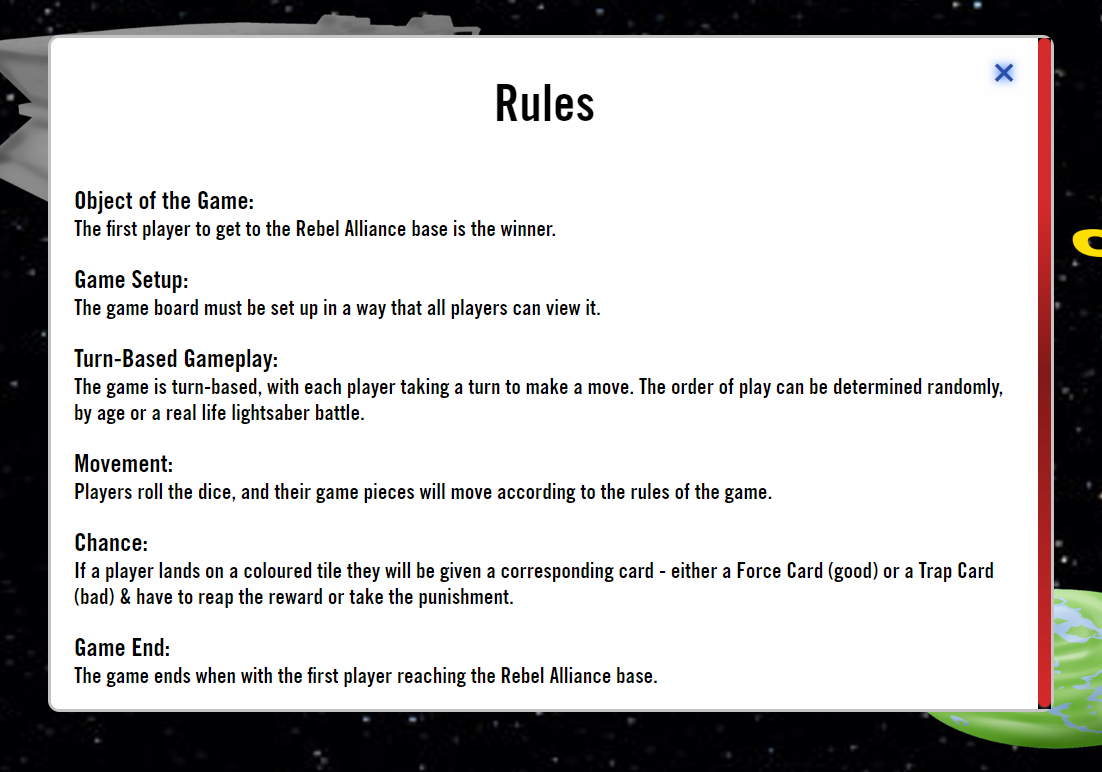 Rules
Object of the Game:
The first player to get to the Rebel Alliance base is the winner.
Game Setup:
The game board must be set up in a way that all players can view it.
Turn-Based Gameplay:
The game is turn-based, with each player taking a turn to make a move. The order of play can be determined randomly,
by age or a real life lightsaber battle.
Movement:
Players roll the dice, and their game pieces will move according to the rules of the game.
Chance:
If a player lands on a coloured tile they will be given a corresponding card - either a Force Card (good) or a Trap Card
(bad) & have to reap the reward or take the punishment.
Game End:
The game ends when with the first player reaching the Rebel Alliance base.